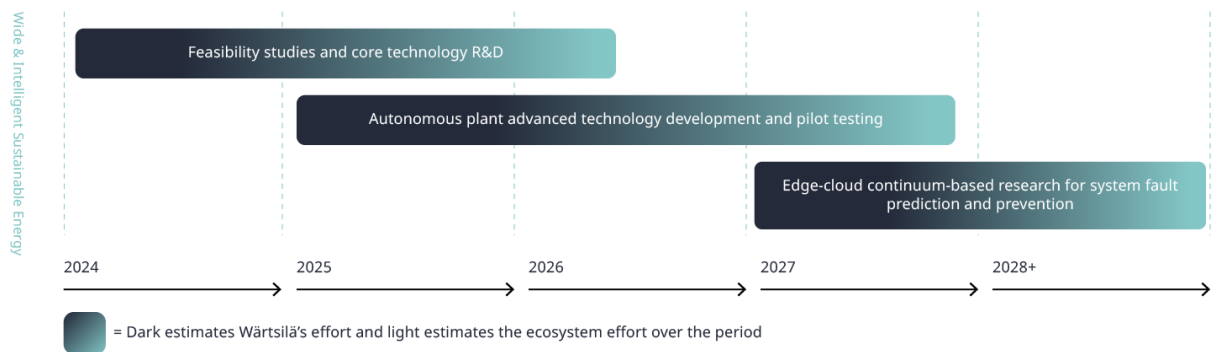 Wide & Intelligent Sustainable Energy
Feasibility studies and core technology R&D
Autonomous plant advanced technology development and pilot testing
Edge-cloud continuum-based research for system fault
prediction and prevention
2024
2025
2026
2027
2028+
= Dark estimates Wärtsilä's effort and light estimates the ecosystem effort over the period